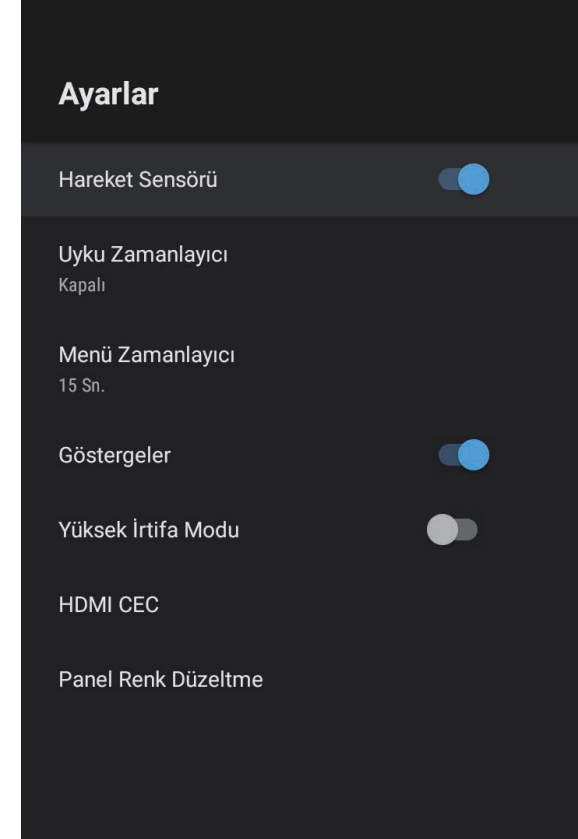 Ayarlar
Hareket Sensörü
Uyku Zamanlayıcı
Kapalı
Menü Zamanlayıcı
15 Sn.
Göstergeler
Yüksek İrtifa Modu
HDMI CEC
Panel Renk Düzeltme